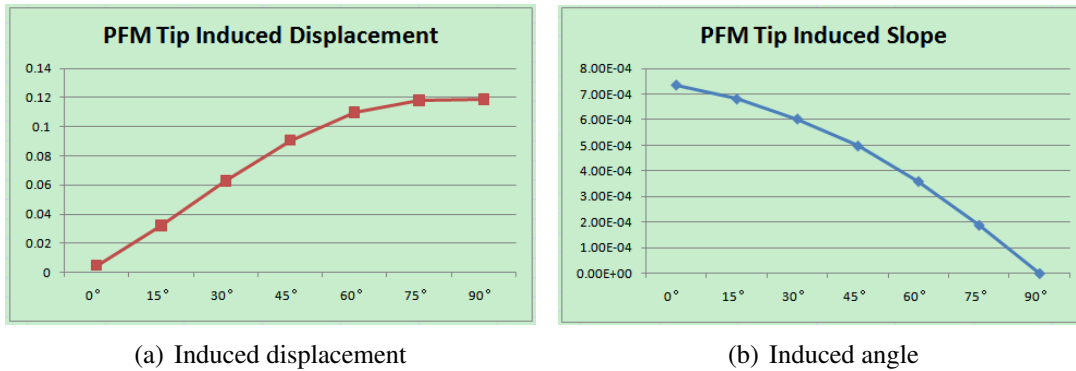 PFM Tip Induced Displacement
0.14
0.12
0.1
0.08
0.06
0.04
0.02
0
0° 15° 30° 45° 60° 75° 90°
(a) Induced displacement
PFM Tip Induced Slope
8.00E-04
7.00E-04
6.00E-04
5.00E-04
4.00E-04
3.00E-04
2.00E-04
1.00E-04
0.00E+00
0° 15° 30° 45° 60° 75° 90°
(b) Induced angle